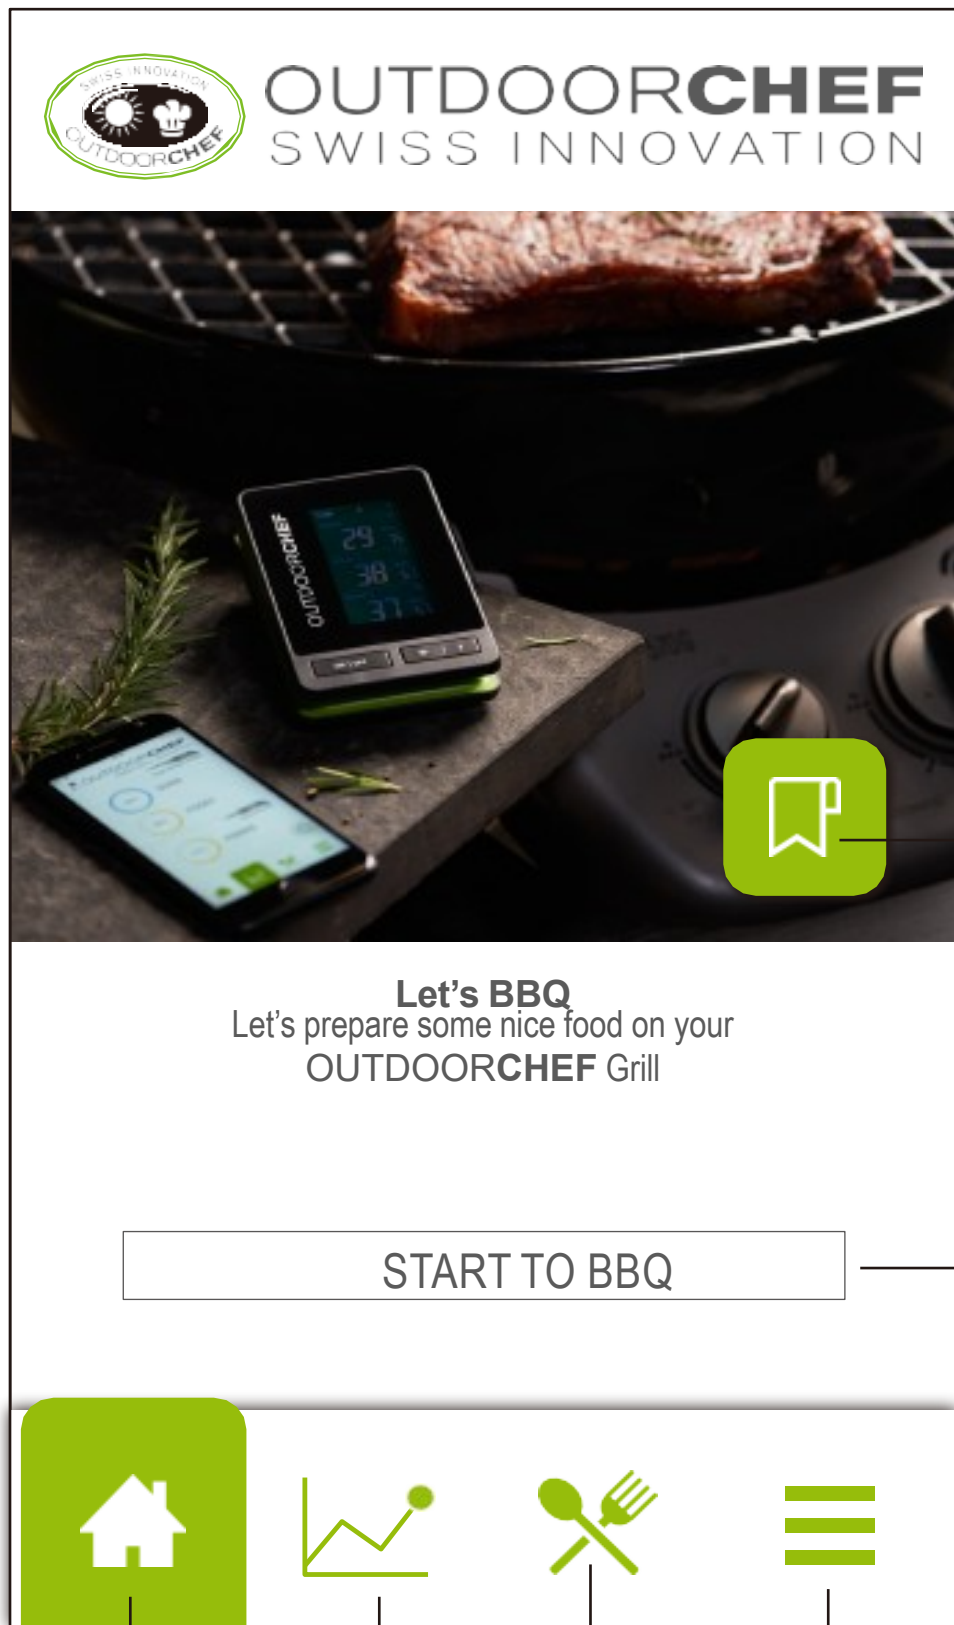 SWISS INNOVATION
OUTDOORCHEF
OUTDOORCHEF
SWISS INNOVATION
OUTDOORCHEF
29
38
37
OUTDOORCHEF
Let's BBQ
Let's prepare some nice food on your
OUTDOORCHEF Grill
START TO BBQ